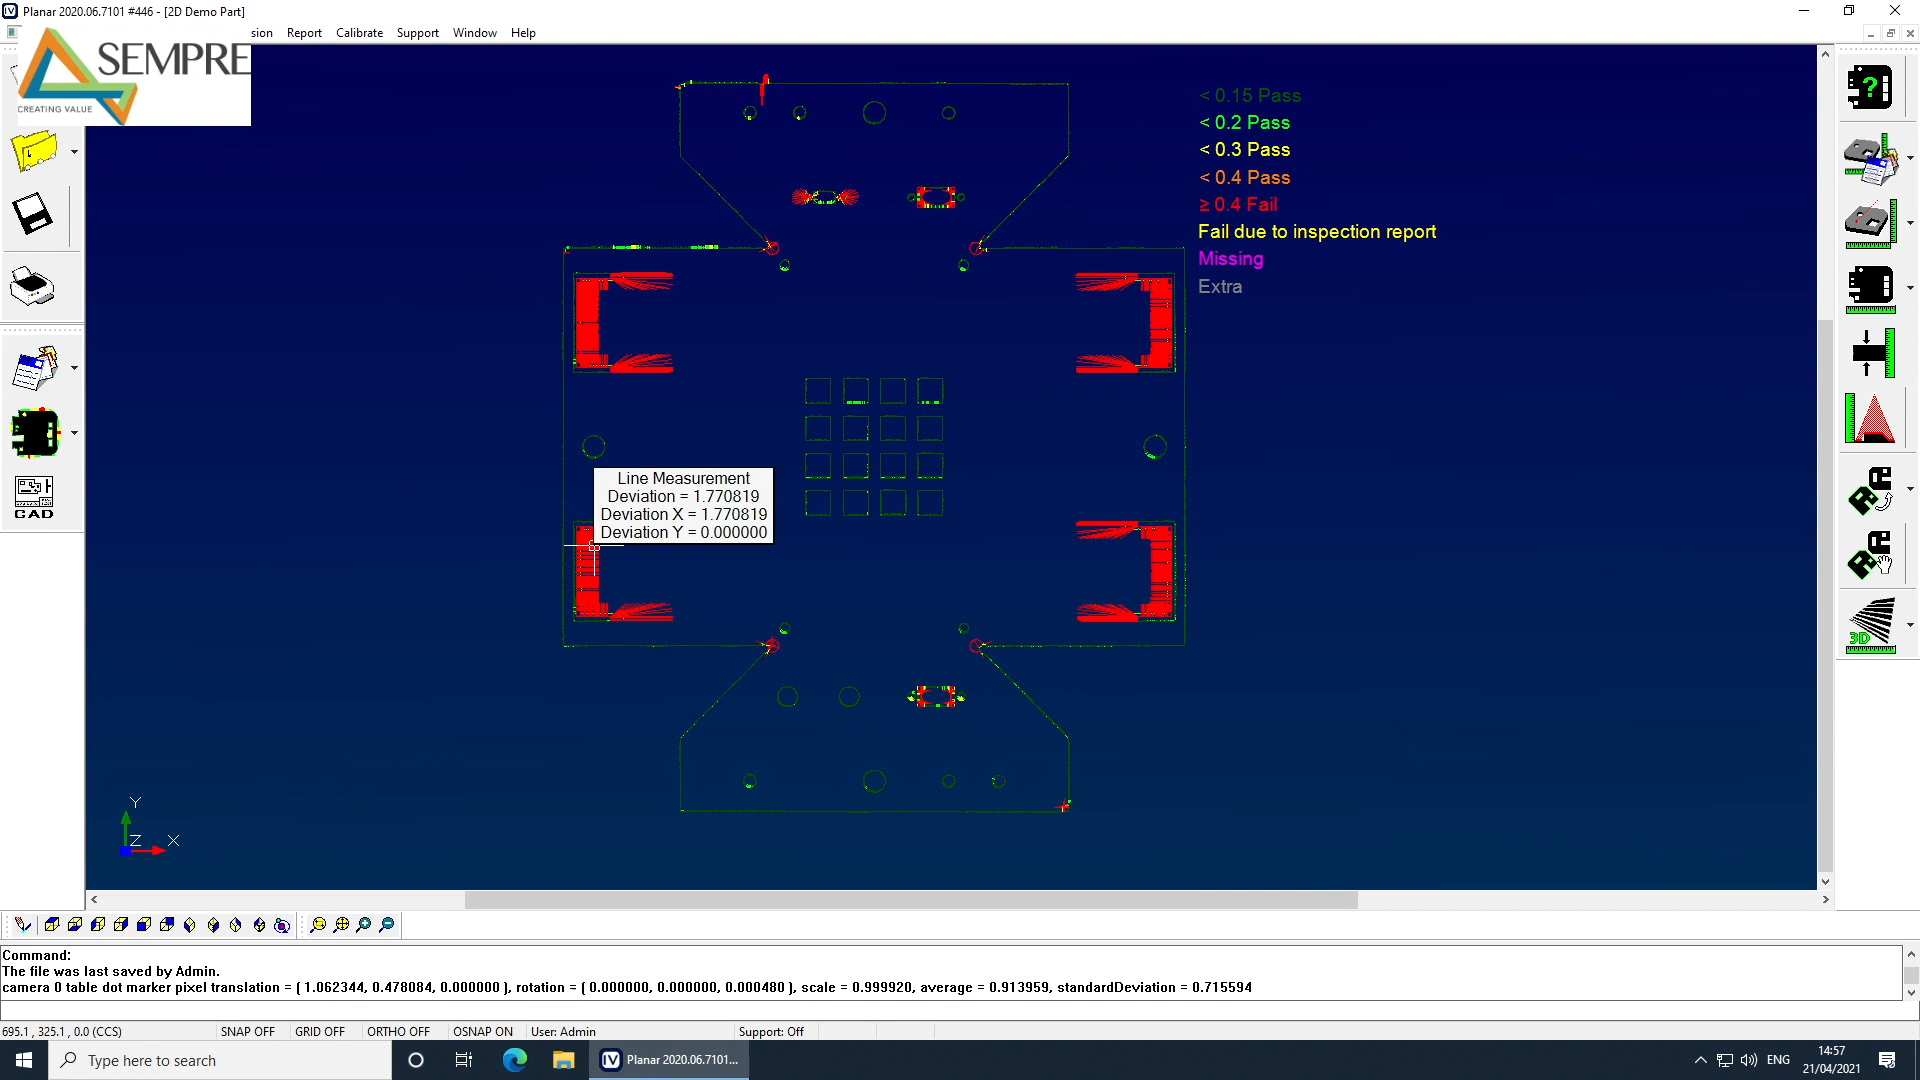 Planar 2020.06.7101 #446 - [2D Demo Part]
sion Report Calibrate Support Window Help
SEMPRE
CREATING VALUE
< 0.15 Pass
< 0.2 Pass
< 0.3 Pass
< 0.4 Pass
≥ 0.4 Fail
Fail due to inspection report
Missing
Extra
Line Measurement
Deviation = 1.770819
Deviation X = 1.770819
Deviation Y = 0.000000
CAD
3D
Y
Z X
Command:
The file was last saved by Admin.
camera 0 table dot marker pixel translation = ( 1.062344, 0.478084, 0.000000 ), rotation = ( 0.000000, 0.000000, 0.000480 ), scale = 0.999920, average = 0.913959, standardDeviation = 0.715594
695.1 , 325.1 , 0.0 (CCS) SNAP OFF GRID OFF ORTHO OFF OSNAP ON User: Admin Support: Off
Type here to search Planar 2020.06.7101... ENG 14:57
21/04/2021